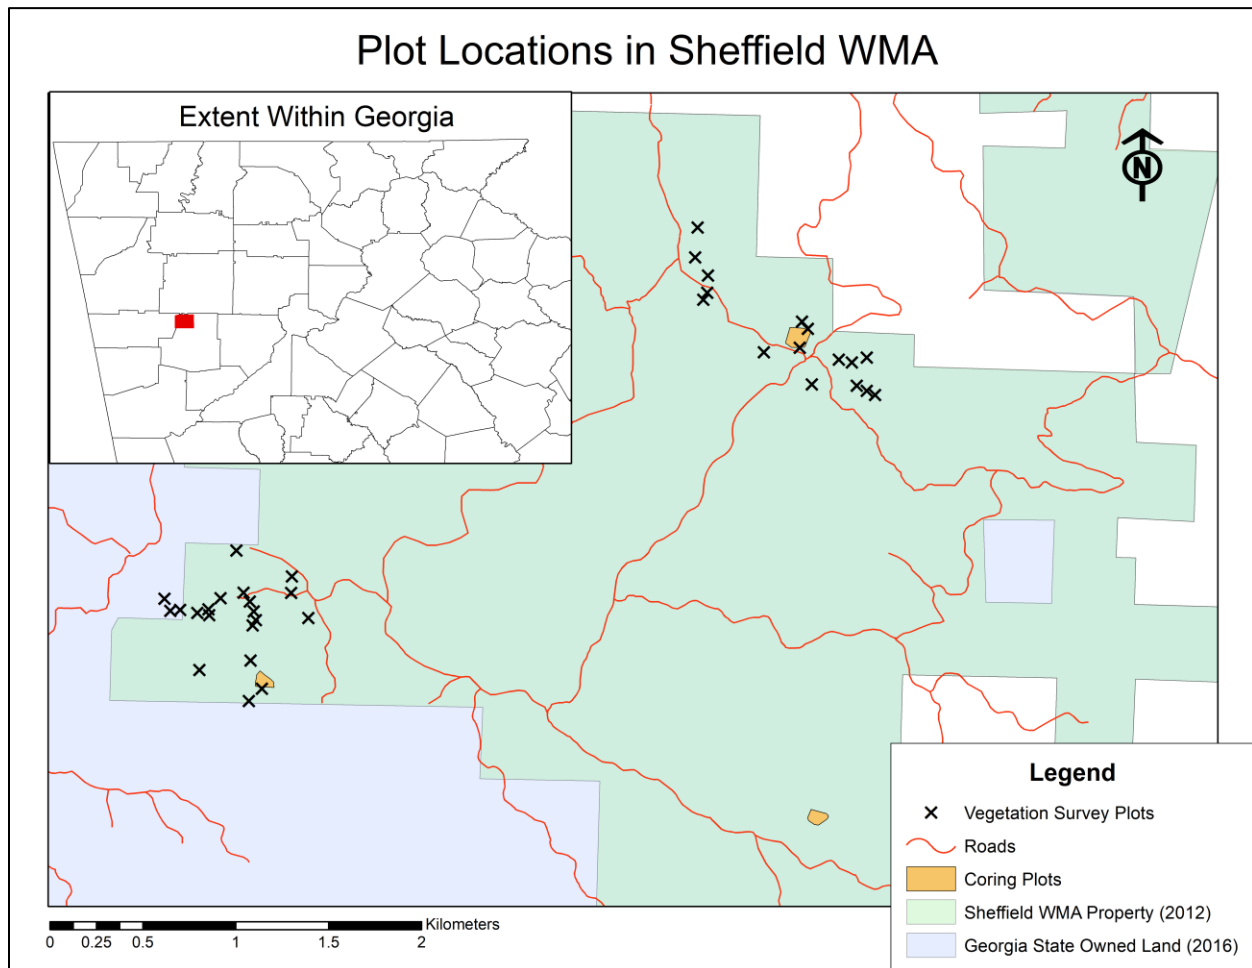 Plot Locations in Sheffield WMA
Extent Within Georgia
N
Legend
Vegetation Survey Plots
Roads
Coring Plots
Sheffield WMA Property (2012)
Georgia State Owned Land (2016)
Kilometers
0 0.25 0.5 1 1.5 2